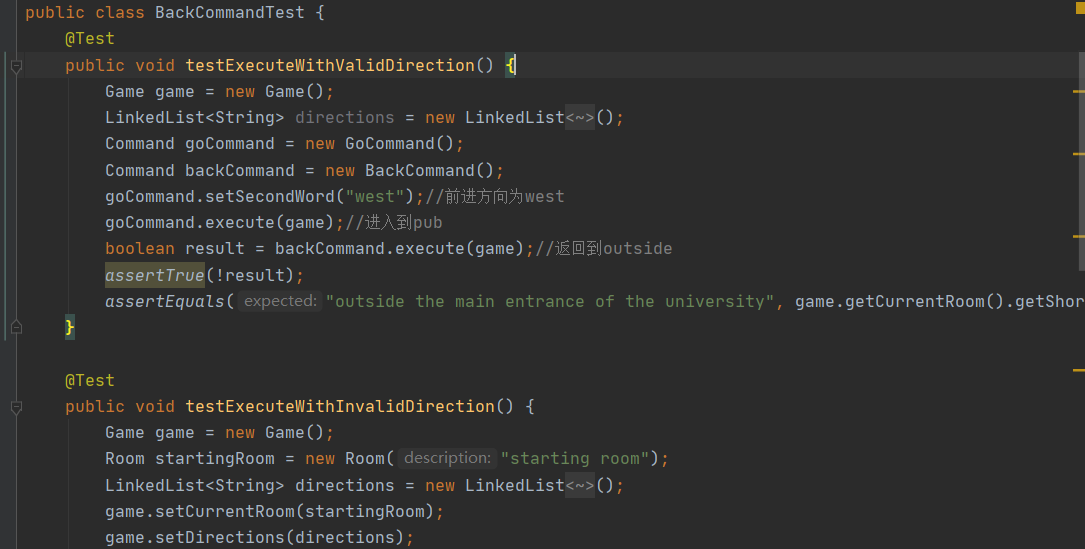 public class BackCommandTest {
@Test
public void testExecuteWithValidDirection() {
Game game = new Game();
LinkedList<String> directions = new LinkedList<~>();
Command goCommand = new GoCommand();
Command backCommand = new BackCommand();
goCommand.setSecondWord("west");//前进方向为west
goCommand.execute(game);//进入到pub
boolean result = backCommand.execute(game);//返回到outside
assertTrue(!result);
assertEquals( expected: "outside the main entrance of the university", game.getCurrentRoom().getShor
}
@Test
public void testExecuteWithInvalidDirection() {
Game game = new Game();
Room startingRoom = new Room( description: "starting room");
LinkedList<String> directions = new LinkedList<~>();
game.setCurrentRoom(startingRoom);
game.setDirections(directions);